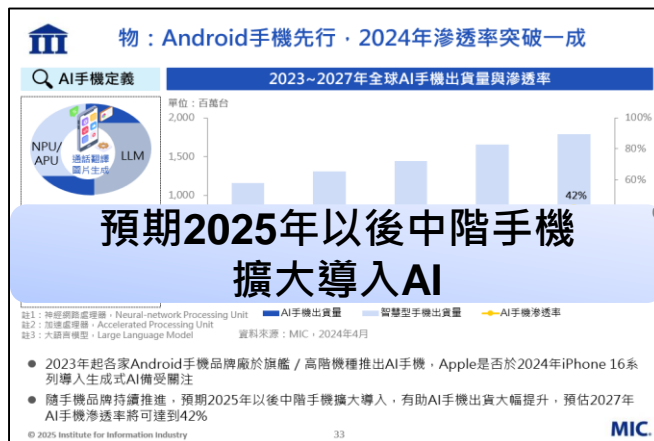 物：Android手機先行，2024年滲透率突破一成
AI手機定義
2023~2027年全球AI手機出貨量與滲透率
NPU/
APU
通話翻譯
圖片生成
LLM
單位：百萬台
2,000
1,500
1,000
100%
80%
60%
42%
預期2025年以後中階手機
擴大導入AI
AI手機出貨量
智慧型手機出貨量
AI手機滲透率
註1：神經網路處理器，Neural-network Processing Unit
註2：加速處理器，Accelerated Processing Unit
註3：大語言模型，Large Language Model
資料來源：MIC，2024年4月
● 2023年起各家Android手機品牌廠於旗艦 / 高階機種推出AI手機，Apple是否於2024年iPhone 16系
列導入生成式AI備受關注
● 隨手機品牌持續推進，預期2025年以後中階手機擴大導入，有助AI手機出貨大幅提升，預估2027年
AI手機滲透率將可達到42%
© 2025 Institute for Information Industry
33
MIC.